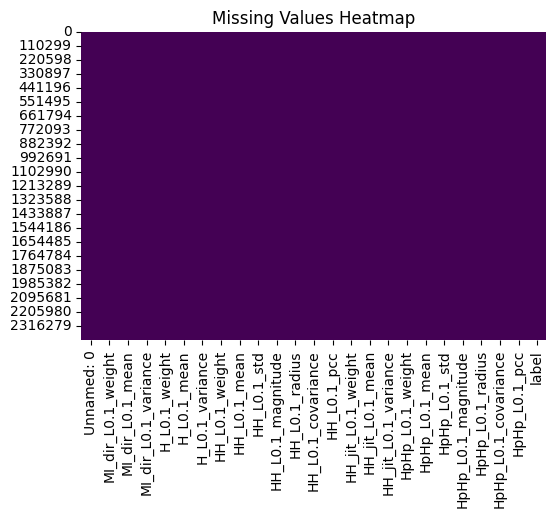 Missing Values Heatmap
0
110299
220598
330897
441196
551495
661794
772093
882392
992691
1102990
1213289
1323588
1433887
1544186
1654485
1764784
1875083
1985382
2095681
2205980
2316279
Unnamed: 0
MI_dir_L0.1_weight
MI_dir_L0.1_mean
MI_dir_L0.1_variance
H_L0.1_weight
H_L0.1_mean
H_L0.1_variance
HH_L0.1_weight
HH_L0.1_mean
HH_L0.1_std
HH_L0.1_magnitude
HH_L0.1_radius
HH_L0.1_covariance
HH_L0.1_pcc
HH_jit_L0.1_weight
HH_jit_L0.1_mean
HH_jit_L0.1_variance
HpHp_L0.1_weight
HpHp_L0.1_mean
HpHp_L0.1_std
HpHp_L0.1_magnitude
HpHp_L0.1_radius
HpHp_L0.1_covariance
HpHp_L0.1_pcc
label